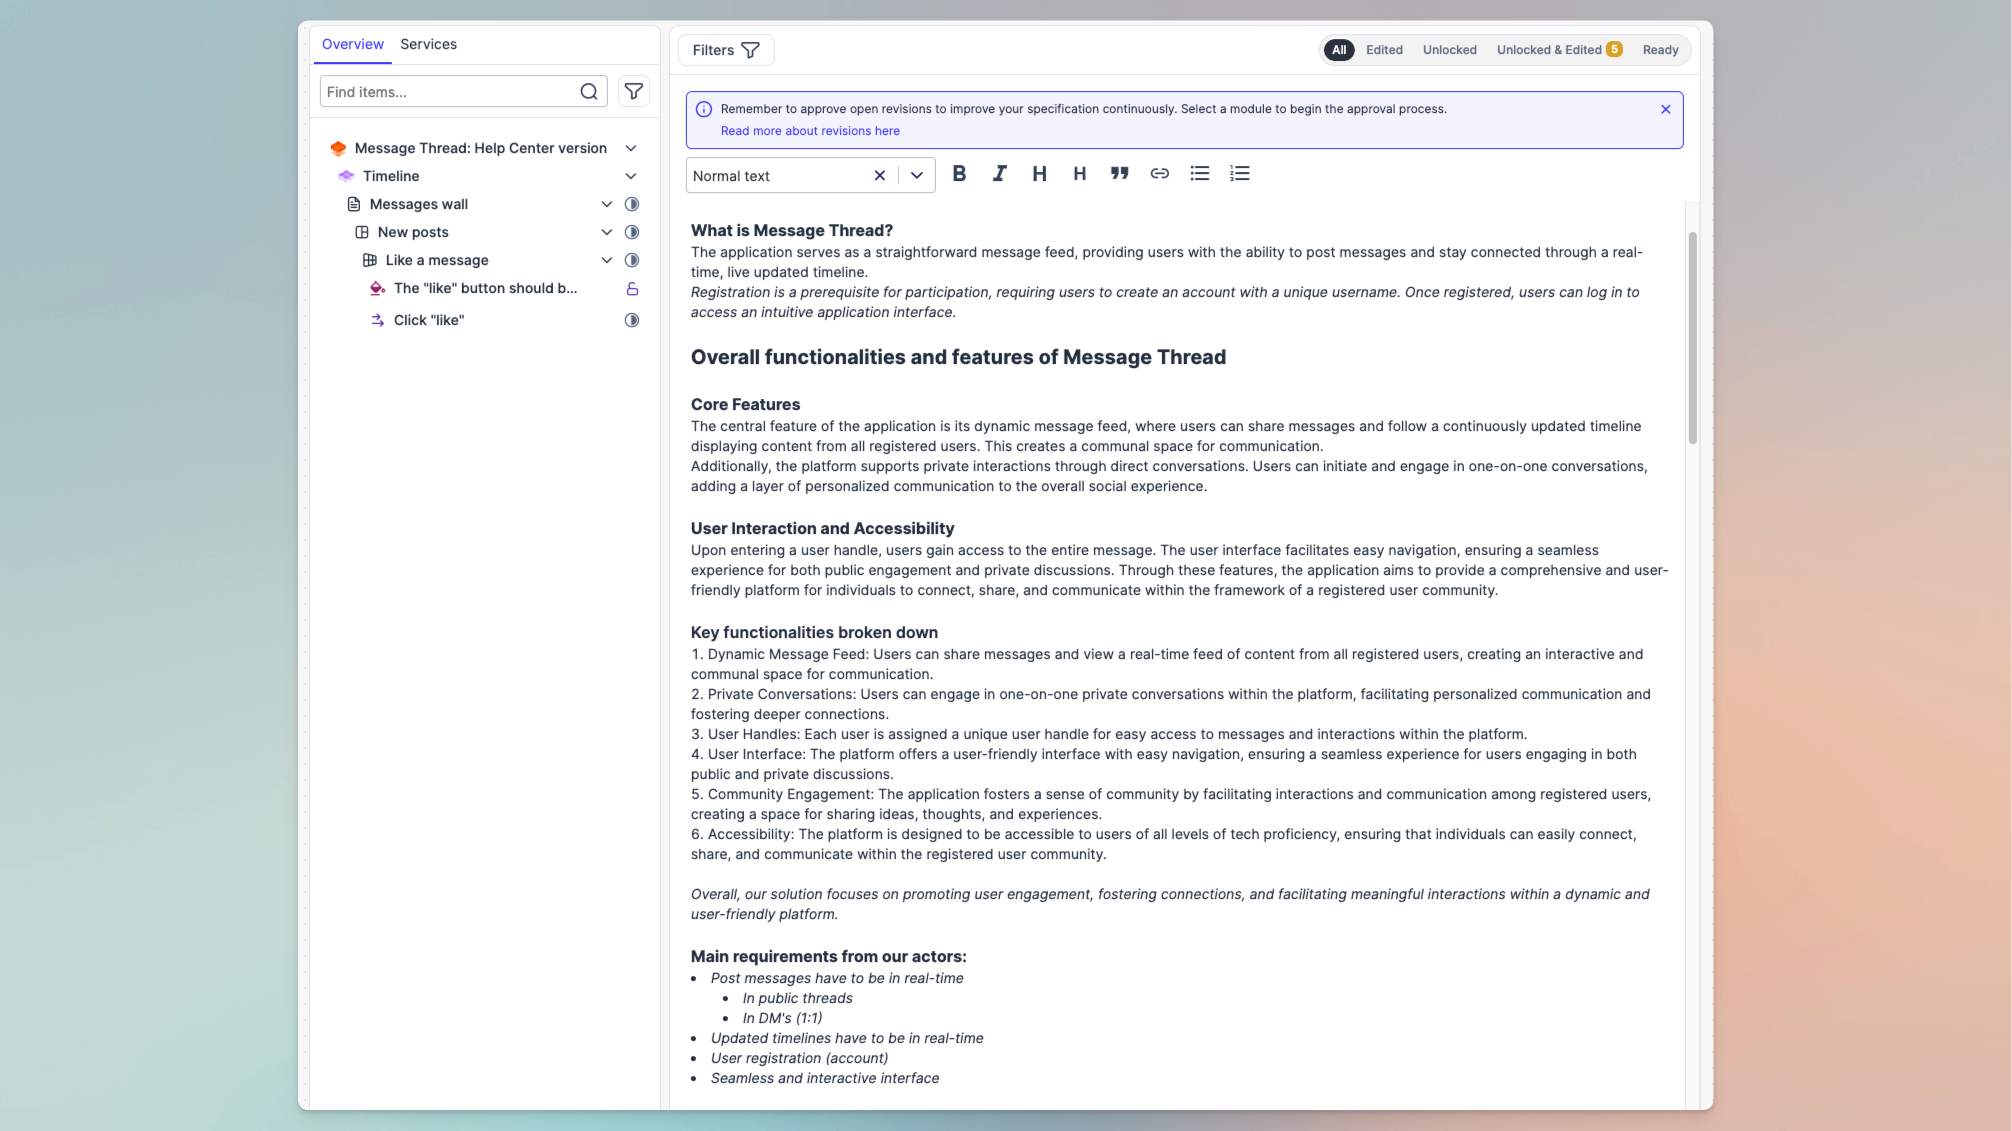 Overview Services
Find items...
Message Thread: Help Center version
Timeline
Messages wall
New posts
Like a message
The "like" button should b...
Click "like"
Filters
All Edited Unlocked Unlocked & Edited 5 Ready
Remember to approve open revisions to improve your specification continuously. Select a module to begin the approval process.
Read more about revisions here
Normal text
B I H H
What is Message Thread?
The application serves as a straightforward message feed, providing users with the ability to post messages and stay connected through a real-
time, live updated timeline.
Registration is a prerequisite for participation, requiring users to create an account with a unique username. Once registered, users can log in to
access an intuitive application interface.
Overall functionalities and features of Message Thread
Core Features
The central feature of the application is its dynamic message feed, where users can share messages and follow a continuously updated timeline
displaying content from all registered users. This creates a communal space for communication.
Additionally, the platform supports private interactions through direct conversations. Users can initiate and engage in one-on-one conversations,
adding a layer of personalized communication to the overall social experience.
User Interaction and Accessibility
Upon entering a user handle, users gain access to the entire message. The user interface facilitates easy navigation, ensuring a seamless
experience for both public engagement and private discussions. Through these features, the application aims to provide a comprehensive and user-
friendly platform for individuals to connect, share, and communicate within the framework of a registered user community.
Key functionalities broken down
1. Dynamic Message Feed: Users can share messages and view a real-time feed of content from all registered users, creating an interactive and
communal space for communication.
2. Private Conversations: Users can engage in one-on-one private conversations within the platform, facilitating personalized communication and
fostering deeper connections.
3. User Handles: Each user is assigned a unique user handle for easy access to messages and interactions within the platform.
4. User Interface: The platform offers a user-friendly interface with easy navigation, ensuring a seamless experience for users engaging in both
public and private discussions.
5. Community Engagement: The application fosters a sense of community by facilitating interactions and communication among registered users,
creating a space for sharing ideas, thoughts, and experiences.
6. Accessibility: The platform is designed to be accessible to users of all levels of tech proficiency, ensuring that individuals can easily connect,
share, and communicate within the registered user community.
Overall, our solution focuses on promoting user engagement, fostering connections, and facilitating meaningful interactions within a dynamic and
user-friendly platform.
Main requirements from our actors:
• Post messages have to be in real-time
• In public threads
• In DM's (1:1)
• Updated timelines have to be in real-time
• User registration (account)
• Seamless and interactive interface